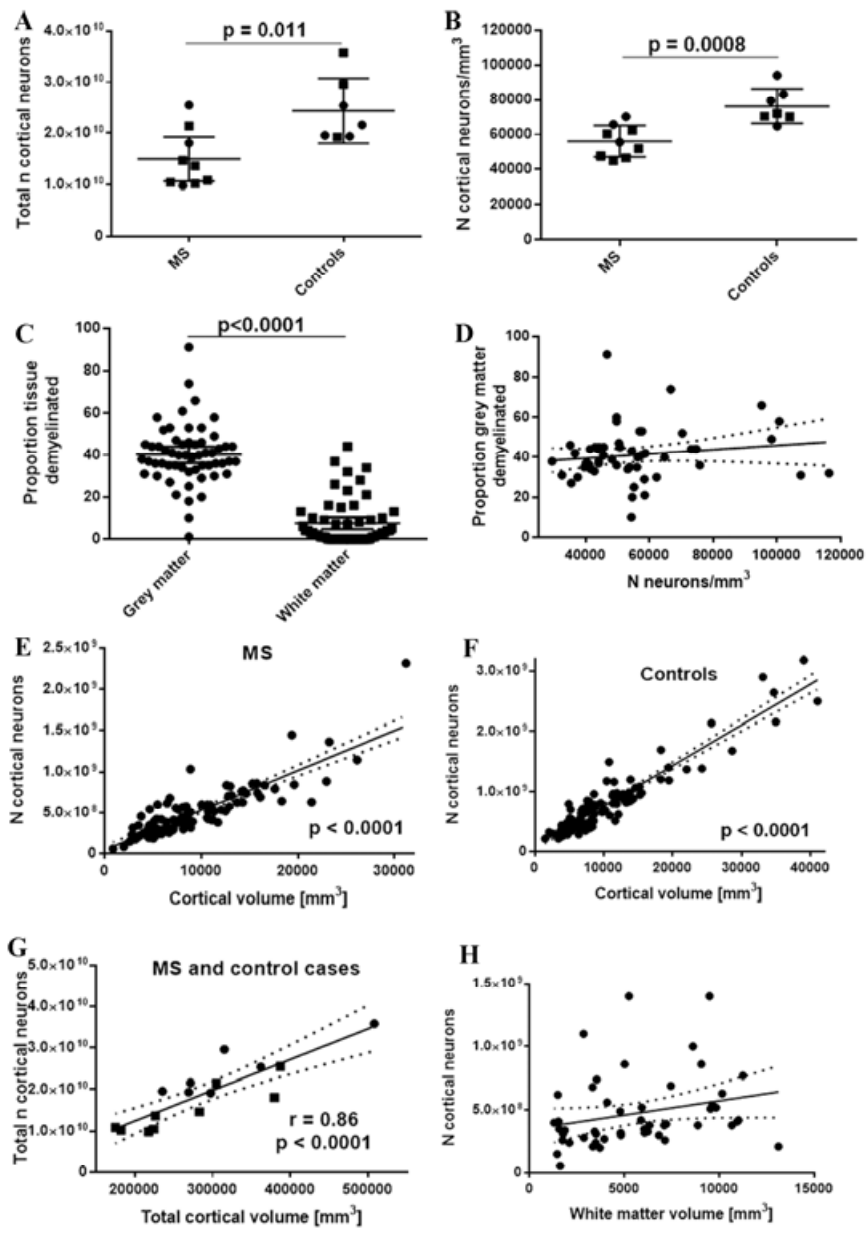 A
Total n cortical neurons
4.0×10¹⁰
3.0×10¹⁰
2.0×10¹⁰
1.0×10¹⁰
0
p = 0.011
MS
Controls
B
N cortical neurons/mm³
120000
100000
80000
60000
40000
20000
0
p = 0.0008
MS
Controls
C
Proportion tissue
demyelinated
100
80
60
40
20
0
p<0.0001
Grey matter
White matter
D
Proportion grey matter
demyelinated
100
80
60
40
20
0
40000 60000 80000 100000 120000
N neurons/mm³
E
MS
N cortical neurons
2.5×10⁹
2.0×10⁹
1.5×10⁹
1.0×10⁹
5.0×10⁸
0
p < 0.0001
0 10000 20000 30000
Cortical volume [mm³]
F
Controls
N cortical neurons
3.0×10⁹
2.0×10⁹
1.0×10⁹
0
p < 0.0001
0 10000 20000 30000 40000
Cortical volume [mm³]
G
MS and control cases
Total n cortical neurons
5.0×10¹⁰
4.0×10¹⁰
3.0×10¹⁰
2.0×10¹⁰
1.0×10¹⁰
0
r = 0.86
p < 0.0001
200000 300000 400000 500000
Total cortical volume [mm³]
H
N cortical neurons
1.5×10⁹
1.0×10⁹
5.0×10⁸
0
0 5000 10000 15000
White matter volume [mm³]